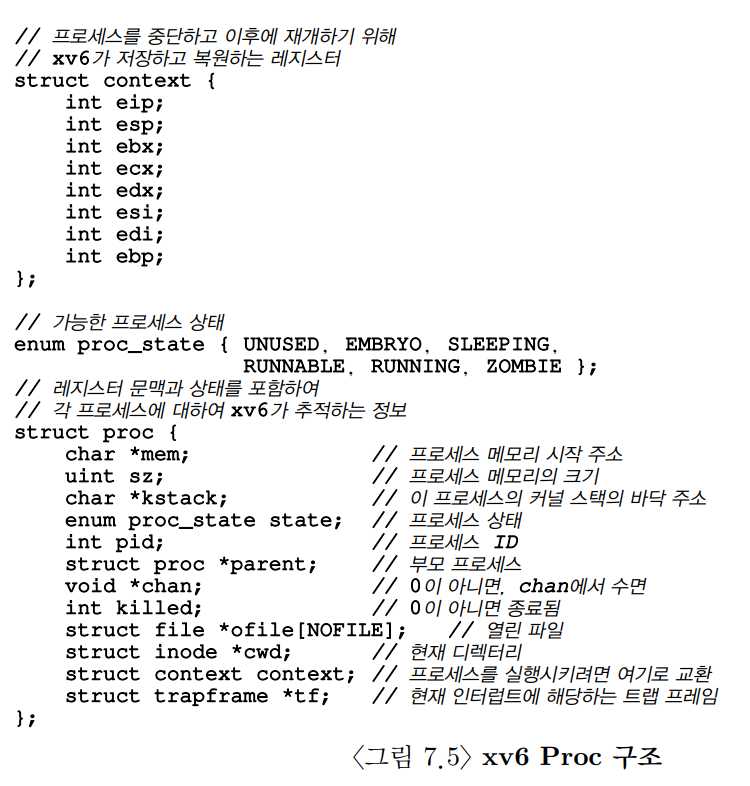 // 프로세스를 중단하고 이후에 재개하기 위해
// xv6가 저장하고 복원하는 레지스터
struct context {
    int eip;
    int esp;
    int ebx;
    int ecx;
    int edx;
    int esi;
    int edi;
    int ebp;
};

// 가능한 프로세스 상태
enum proc_state { UNUSED, EMBRYO, SLEEPING,
                  RUNNABLE, RUNNING, ZOMBIE };
// 레지스터 문맥과 상태를 포함하여
// 각 프로세스에 대하여 xv6가 추적하는 정보
struct proc {
    char *mem;              // 프로세스 메모리 시작 주소
    uint sz;                // 프로세스 메모리의 크기
    char *kstack;           // 이 프로세스의 커널 스택의 바닥 주소
    enum proc_state state;  // 프로세스 상태
    int pid;                // 프로세스 ID
    struct proc *parent;    // 부모 프로세스
    void *chan;             // 0이 아니면, chan에서 수면
    int killed;             // 0이 아니면 종료됨
    struct file *ofile[NOFILE];   // 열린 파일
    struct inode *cwd;      // 현재 디렉터리
    struct context context; // 프로세스를 실행시키려면 여기로 교환
    struct trapframe *tf;   // 현재 인터럽트에 해당하는 트랩 프레임
};
〈그림 7.5〉 xv6 Proc 구조